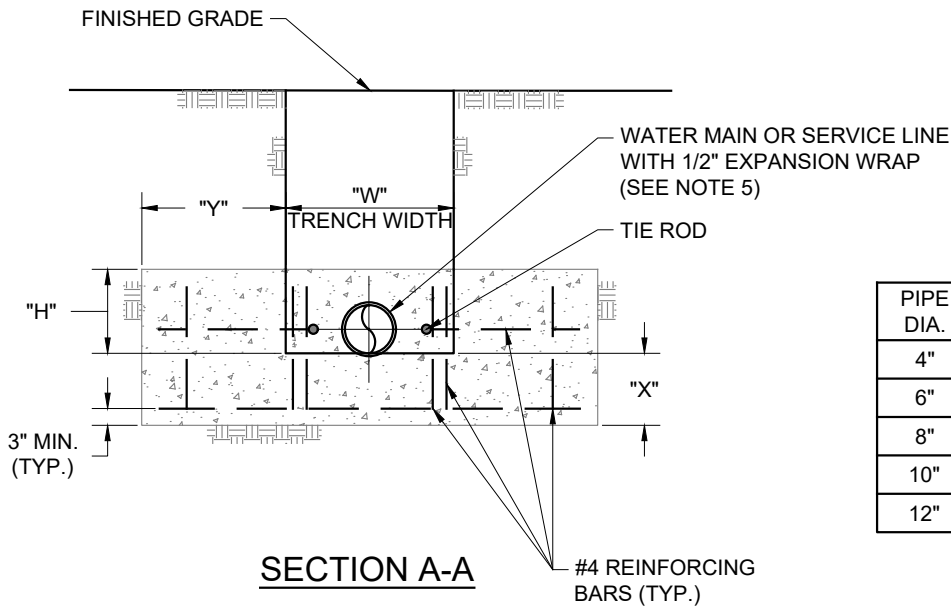 FINISHED GRADE
WATER MAIN OR SERVICE LINE
WITH 1/2" EXPANSION WRAP
(SEE NOTE 5)
"Y"
"W"
TRENCH WIDTH
TIE ROD
"H"
"X"
3" MIN.
(TYP.)
SECTION A-A
#4 REINFORCING
BARS (TYP.)
PIPE
DIA.
4"
6"
8"
10"
12"